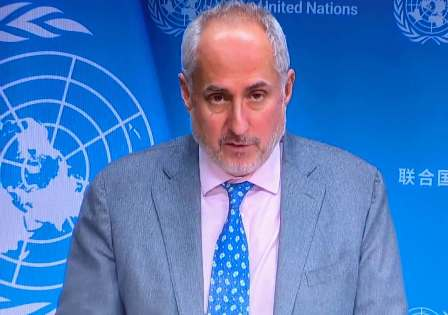 United Nations
联合国